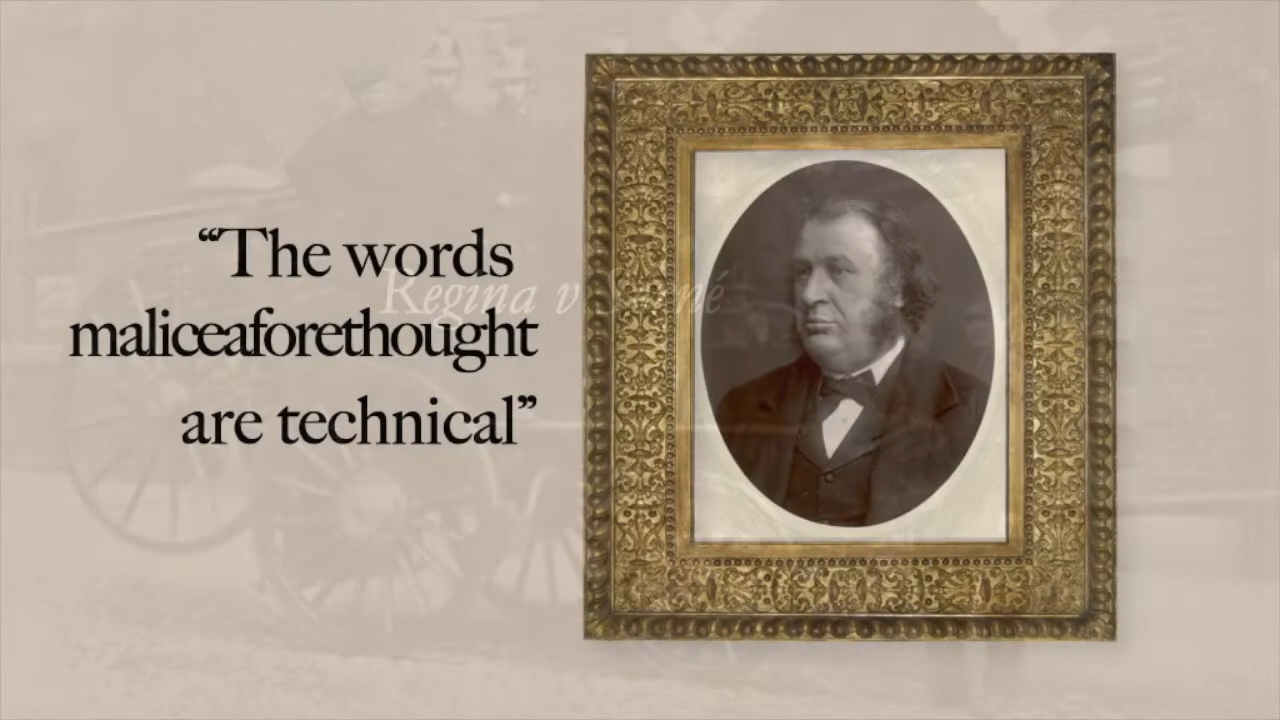 “The words
maliceaforethought
are technical”
Regina v